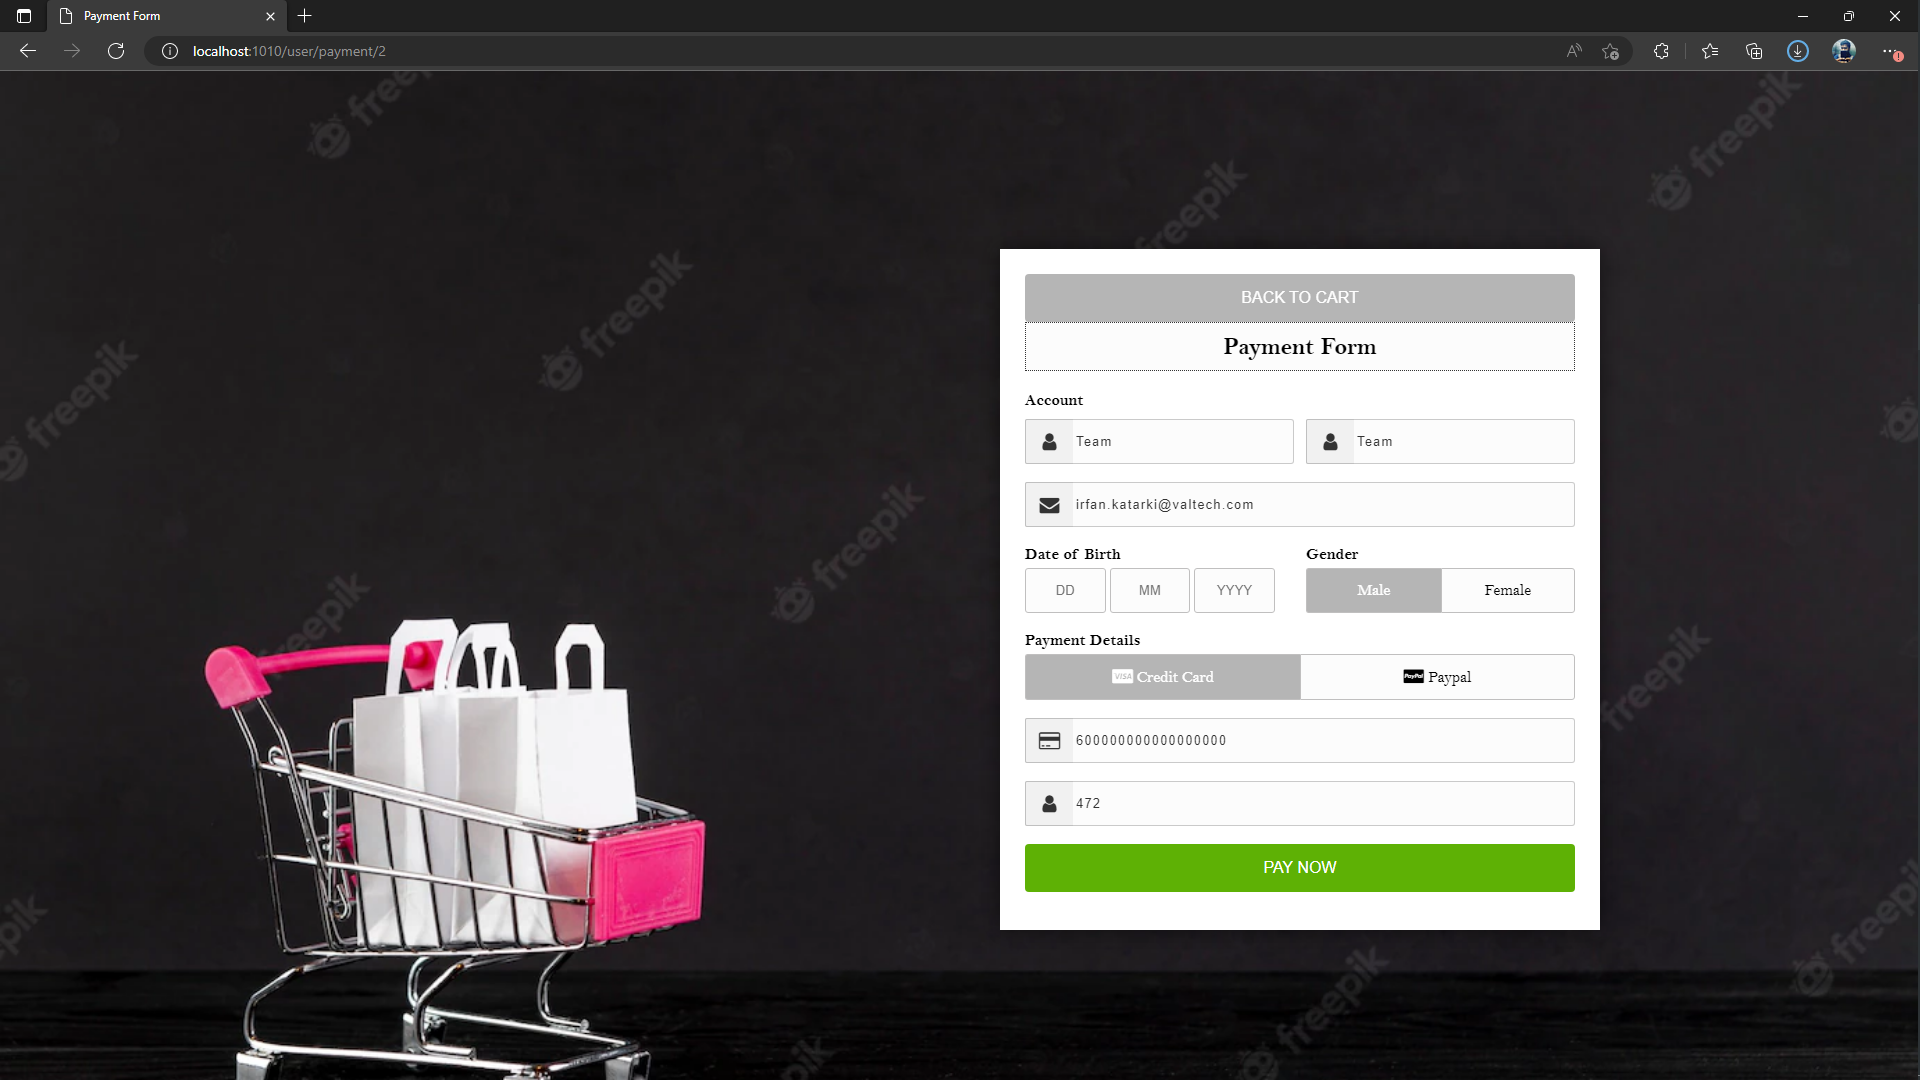 Payment Form
localhost:1010/user/payment/2
BACK TO CART
Payment Form
Account
Team
Team
irfan.katarki@valtech.com
Date of Birth
Gender
DD
MM
YYYY
Male
Female
Payment Details
VISA Credit Card
PayPal Paypal
600000000000000000
472
PAY NOW
freepik
freepik
freepik
freepik
freepik
freepik
freepik
freepik
freepik
freepik